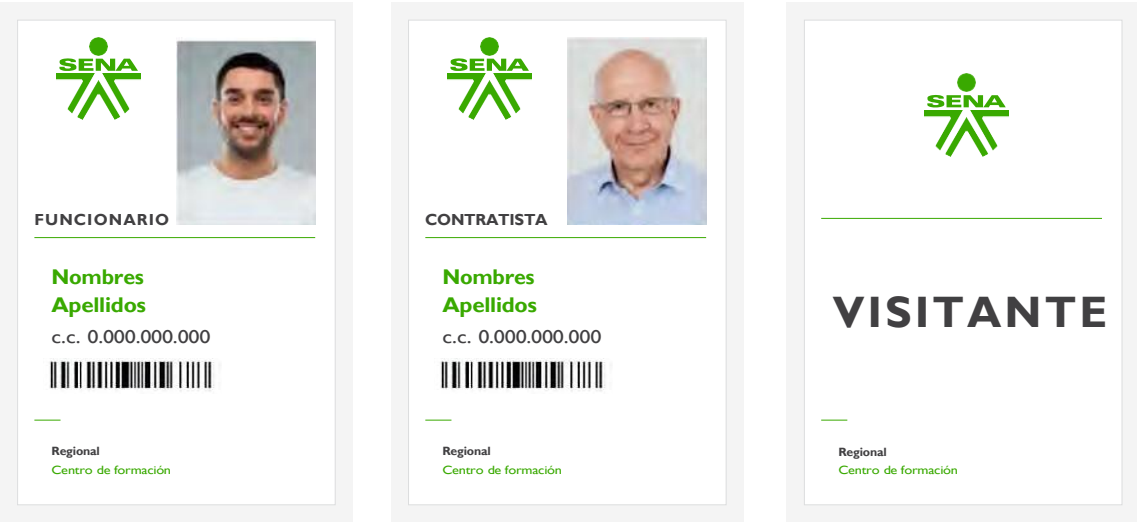 SENA
FUNCIONARIO
Nombres
Apellidos
c.c. 0.000.000.000
Regional
Centro de formación
SENA
CONTRATISTA
Nombres
Apellidos
c.c. 0.000.000.000
Regional
Centro de formación
SENA
VISITANTE
Regional
Centro de formación